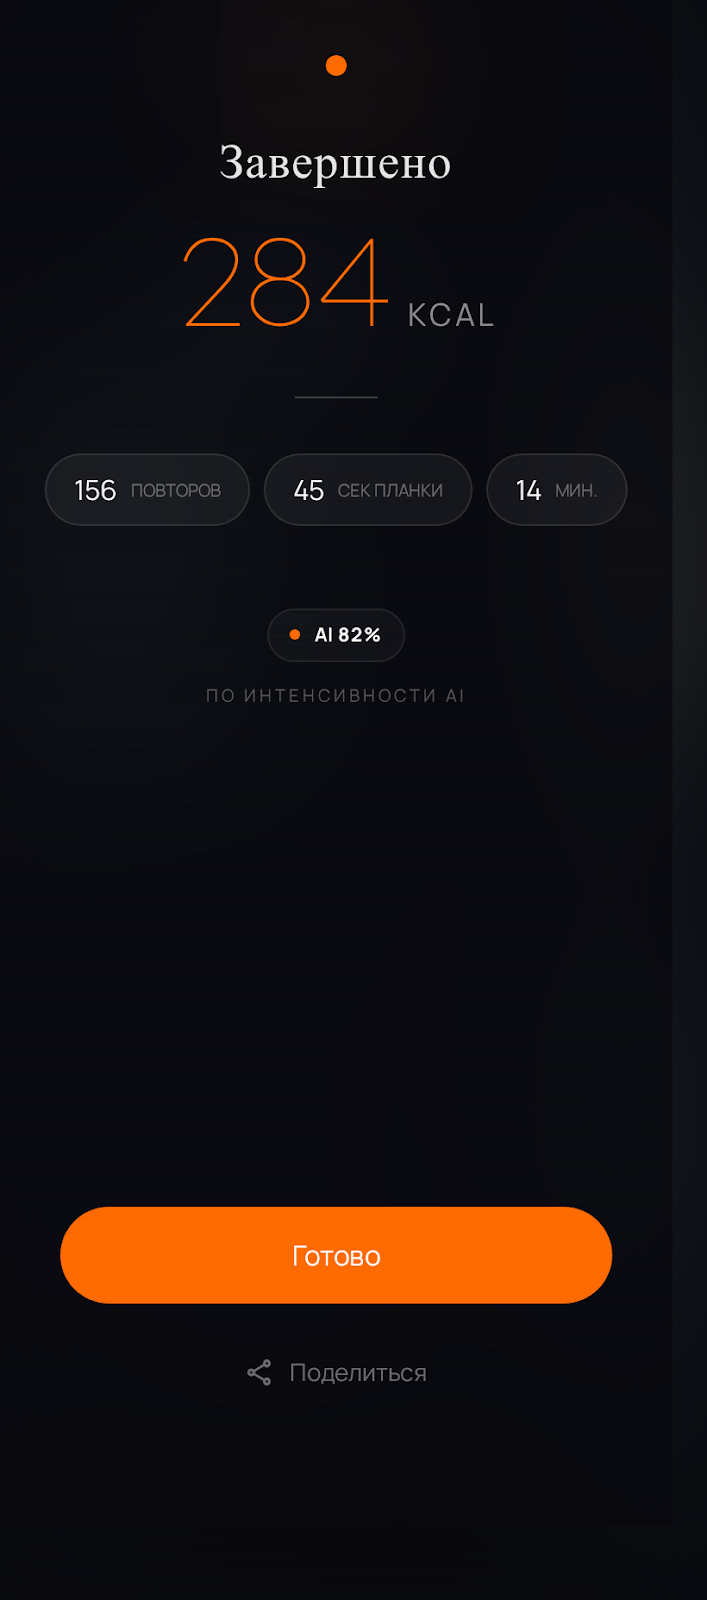 Завершено
284 KCAL
156 ПОВТОРОВ 45 СЕК ПЛАНКИ 14 МИН.
AI 82%
ПО ИНТЕНСИВНОСТИ AI
Готово
Поделиться